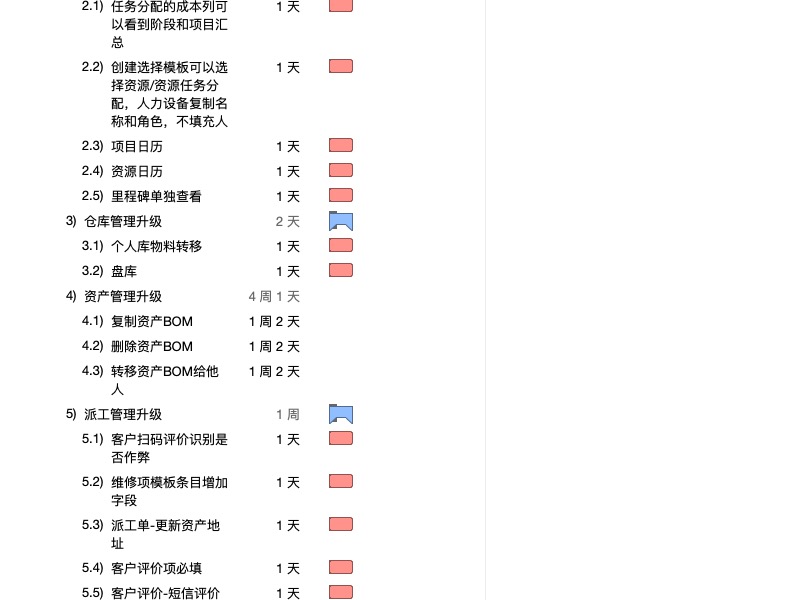 2.1) 任务分配的成本列可 1 天
以看到阶段和项目汇
总
2.2) 创建选择模板可以选 1 天
择资源/资源任务分
配，人力设备复制名
称和角色，不填充人
2.3) 项目日历 1 天
2.4) 资源日历 1 天
2.5) 里程碑单独查看 1 天
3) 仓库管理升级 2 天
3.1) 个人库物料转移 1 天
3.2) 盘库 1 天
4) 资产管理升级 4 周 1 天
4.1) 复制资产BOM 1 周 2 天
4.2) 删除资产BOM 1 周 2 天
4.3) 转移资产BOM给他 1 周 2 天
人
5) 派工管理升级 1 周
5.1) 客户扫码评价识别是 1 天
否作弊
5.2) 维修项模板条目增加 1 天
字段
5.3) 派工单-更新资产地 1 天
址
5.4) 客户评价项必填 1 天
5.5) 客户评价-短信评价 1 天